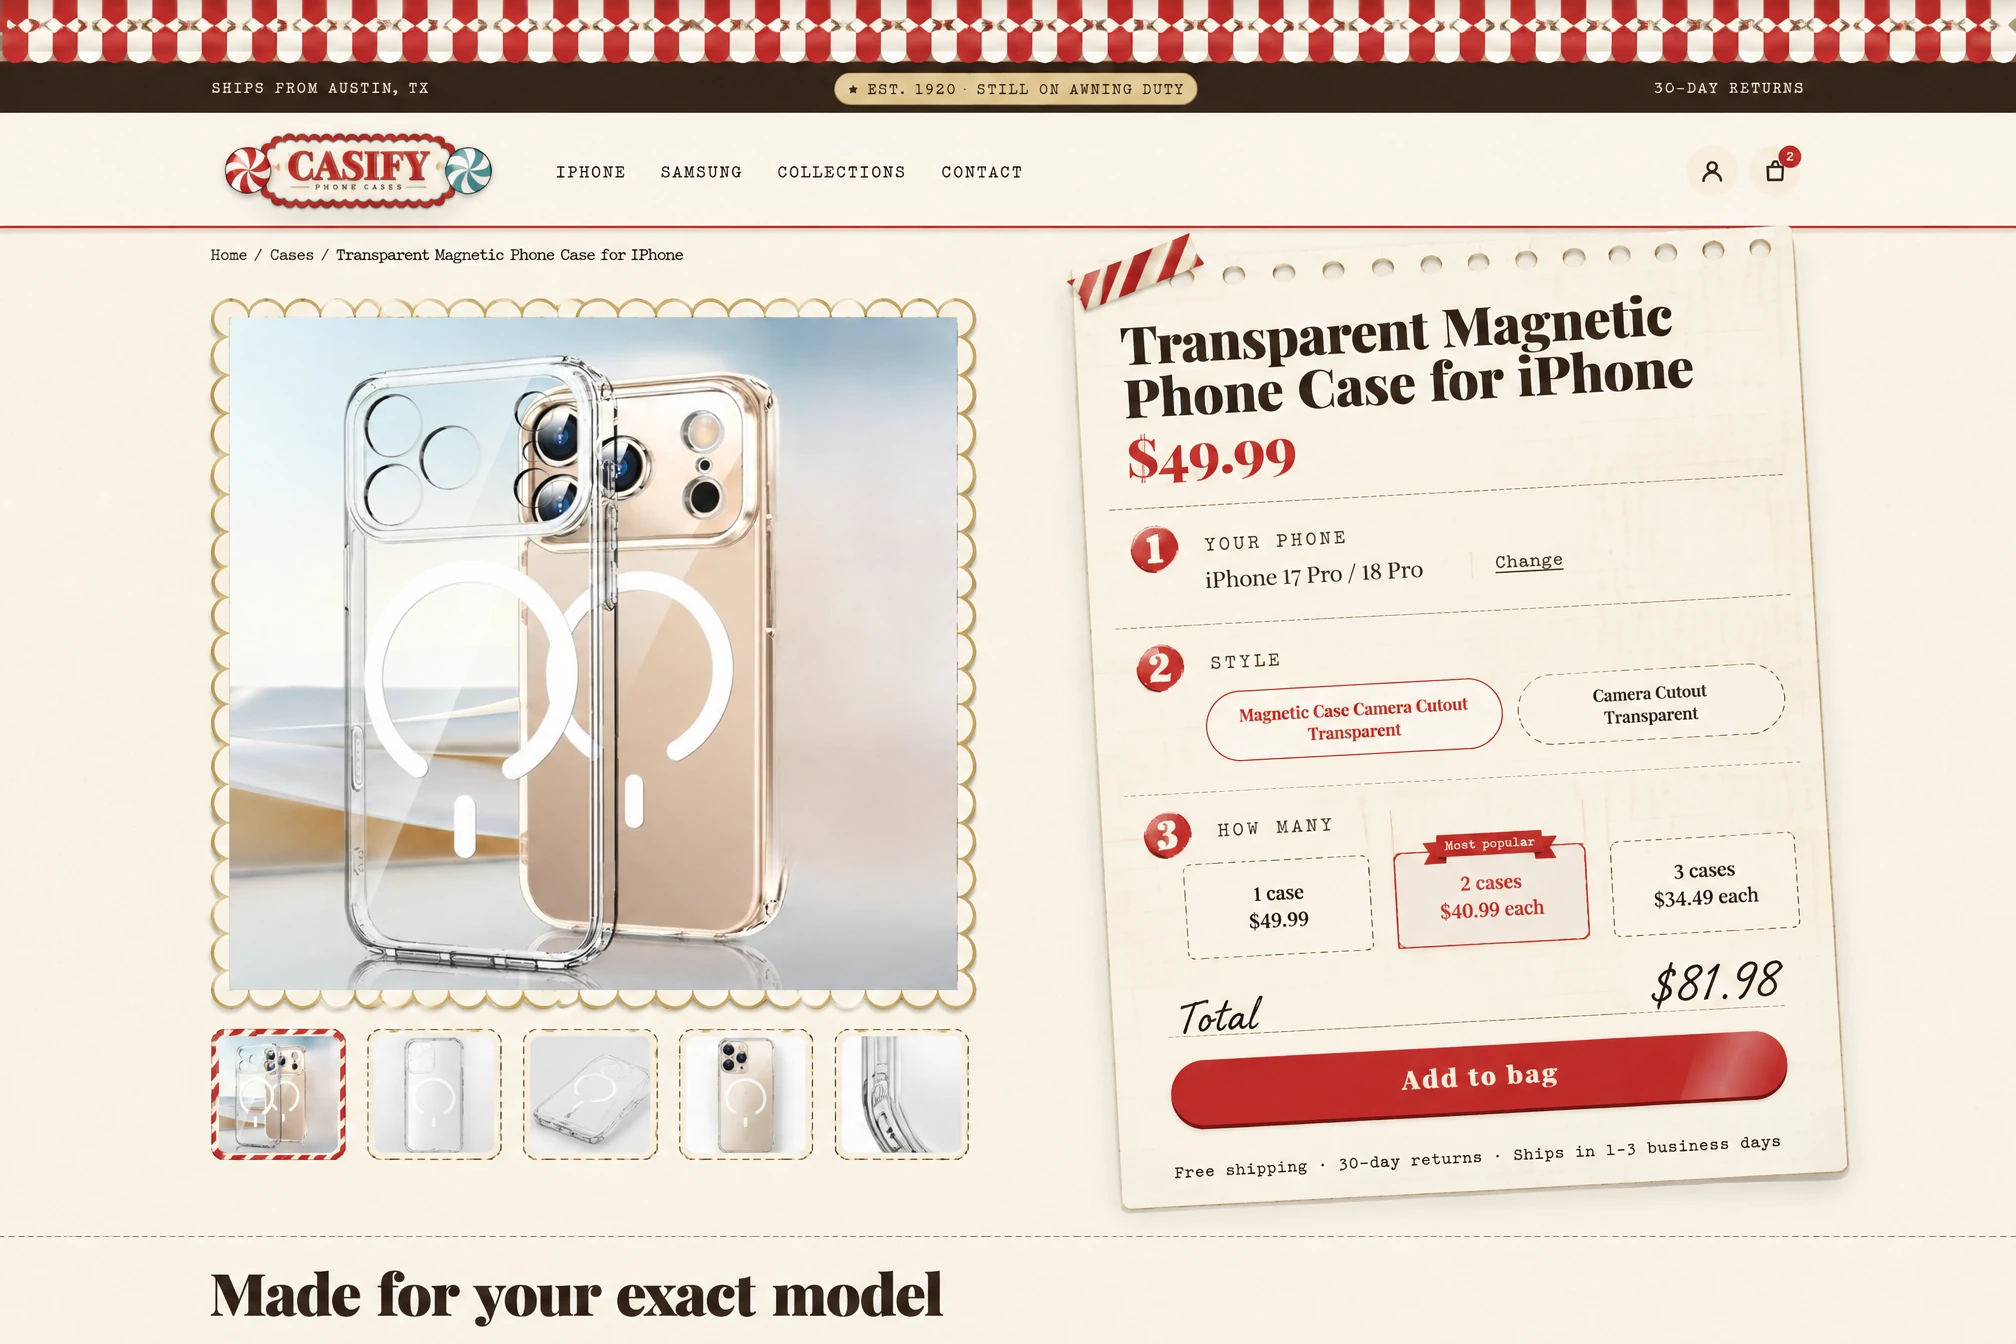 SHIPS FROM AUSTIN, TX
★ EST. 1920 · STILL ON AWNING DUTY
30-DAY RETURNS
CASIFY
PHONE CASES
IPHONE
SAMSUNG
COLLECTIONS
CONTACT
2
Home / Cases / Transparent Magnetic Phone Case for IPhone
Transparent Magnetic
Phone Case for iPhone
$49.99
1
YOUR PHONE
iPhone 17 Pro / 18 Pro
Change
2
STYLE
Magnetic Case Camera Cutout
Transparent
Camera Cutout
Transparent
3
HOW MANY
1 case
$49.99
Most popular
2 cases
$40.99 each
3 cases
$34.49 each
Total
$81.98
Add to bag
Free shipping · 30-day returns · Ships in 1-3 business days
Made for your exact model